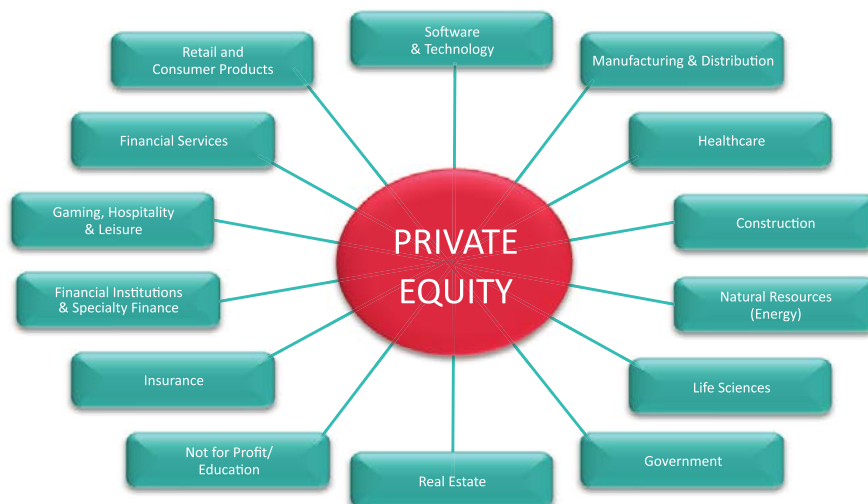 Software
& Technology
Retail and
Consumer Products
Manufacturing & Distribution
Financial Services
Healthcare
Gaming, Hospitality
& Leisure
Construction
PRIVATE
EQUITY
Financial Institutions
& Specialty Finance
Natural Resources
(Energy)
Insurance
Life Sciences
Not for Profit/
Education
Government
Real Estate